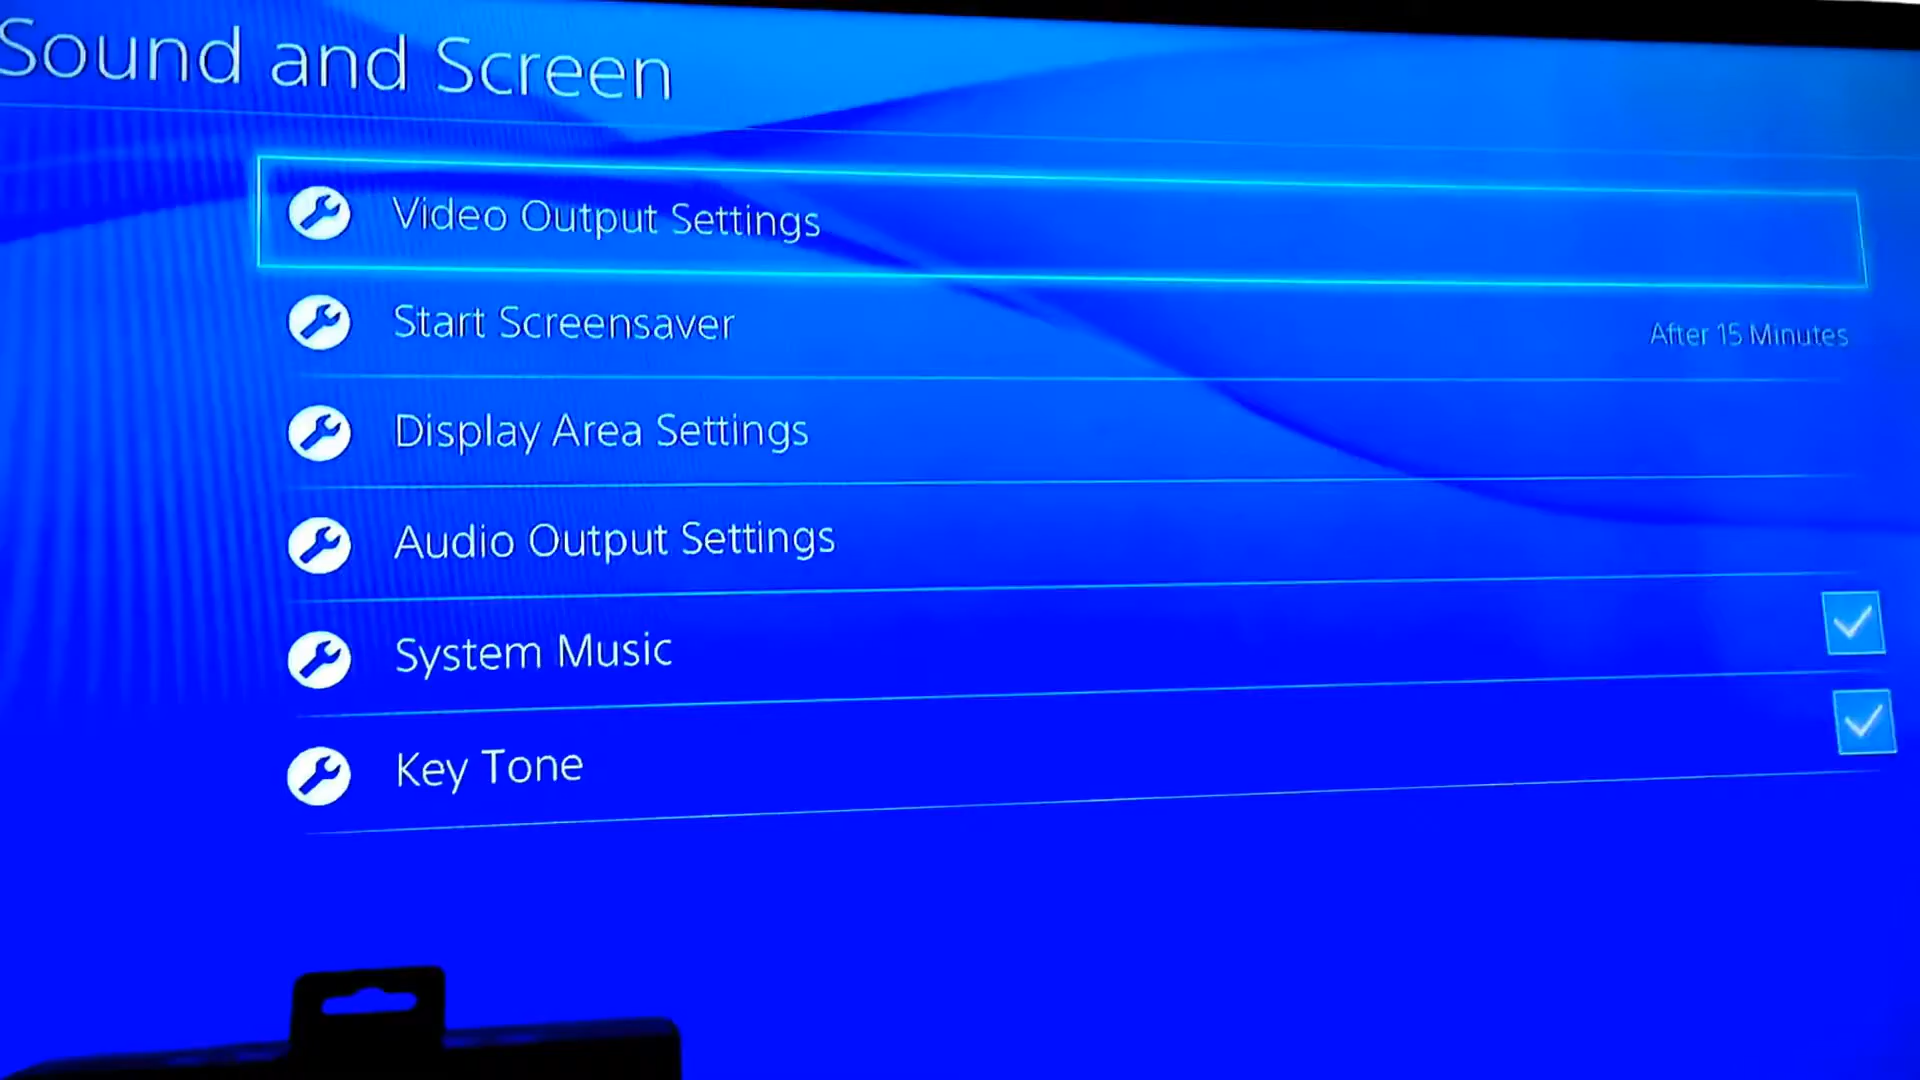 Sound and Screen
Video Output Settings
Start Screensaver After 15 Minutes
Display Area Settings
Audio Output Settings
System Music
Key Tone